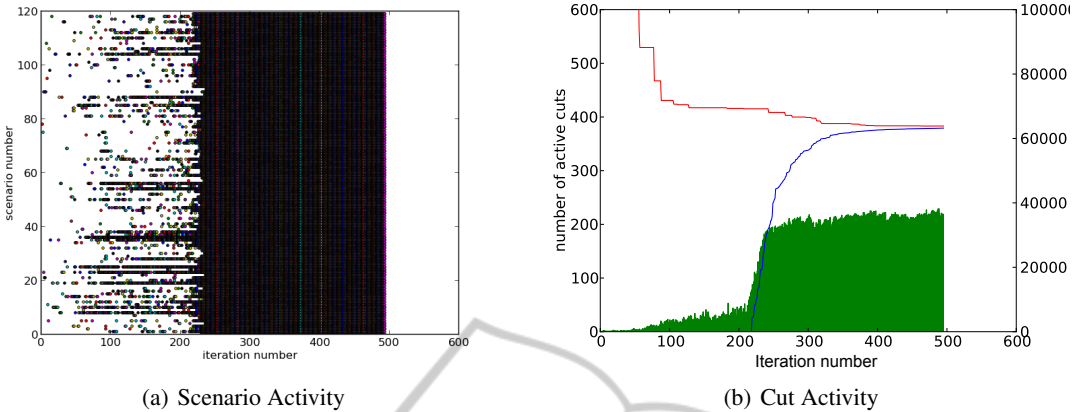 120
100
80
60
40
20
0
scenario number
0 100 200 300 400 500 600
iteration number
(a) Scenario Activity
600
500
400
300
200
100
0
number of active cuts
100000
80000
60000
40000
20000
0.0
0 100 200 300 400 500 600
Iteration number
(b) Cut Activity